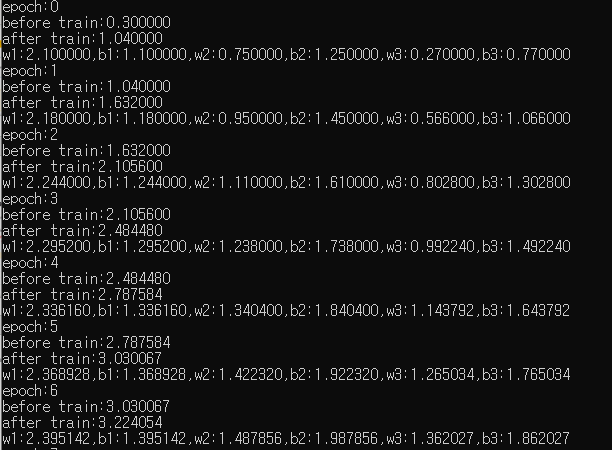 epoch:0
before train:0.300000
after train:1.040000
w1:2.100000,b1:1.100000,w2:0.750000,b2:1.250000,w3:0.270000,b3:0.770000
epoch:1
before train:1.040000
after train:1.632000
w1:2.180000,b1:1.180000,w2:0.950000,b2:1.450000,w3:0.566000,b3:1.066000
epoch:2
before train:1.632000
after train:2.105600
w1:2.244000,b1:1.244000,w2:1.110000,b2:1.610000,w3:0.802800,b3:1.302800
epoch:3
before train:2.105600
after train:2.484480
w1:2.295200,b1:1.295200,w2:1.238000,b2:1.738000,w3:0.992240,b3:1.492240
epoch:4
before train:2.484480
after train:2.787584
w1:2.336160,b1:1.336160,w2:1.340400,b2:1.840400,w3:1.143792,b3:1.643792
epoch:5
before train:2.787584
after train:3.030067
w1:2.368928,b1:1.368928,w2:1.422320,b2:1.922320,w3:1.265034,b3:1.765034
epoch:6
before train:3.030067
after train:3.224054
w1:2.395142,b1:1.395142,w2:1.487856,b2:1.987856,w3:1.362027,b3:1.862027